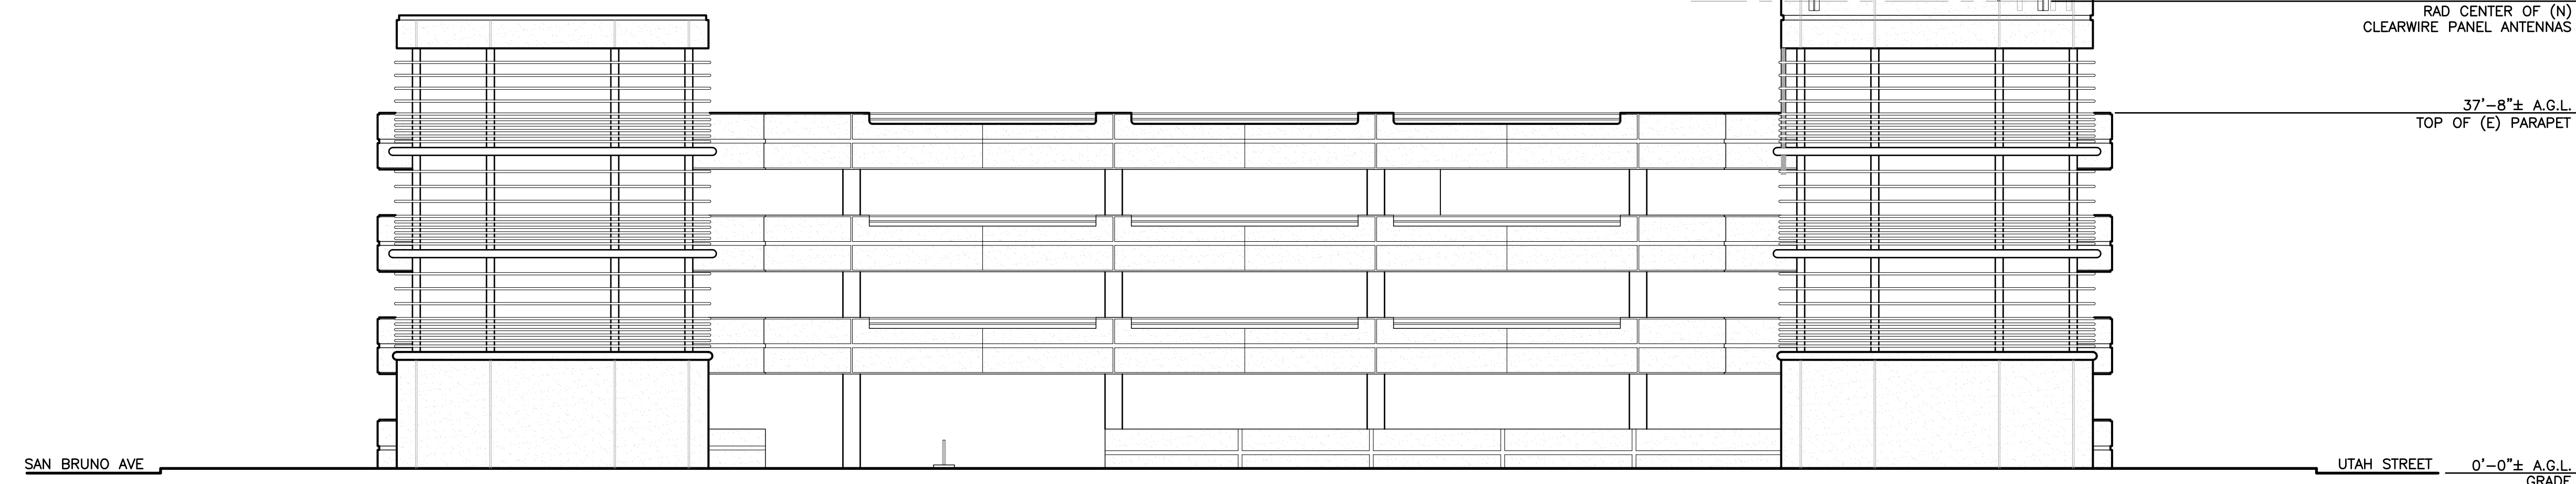 RAD CENTER OF (N)
CLEARWIRE PANEL ANTENNAS
37'-8"± A.G.L.
TOP OF (E) PARAPET
SAN BRUNO AVE
UTAH STREET
0'-0"± A.G.L.
GRADE